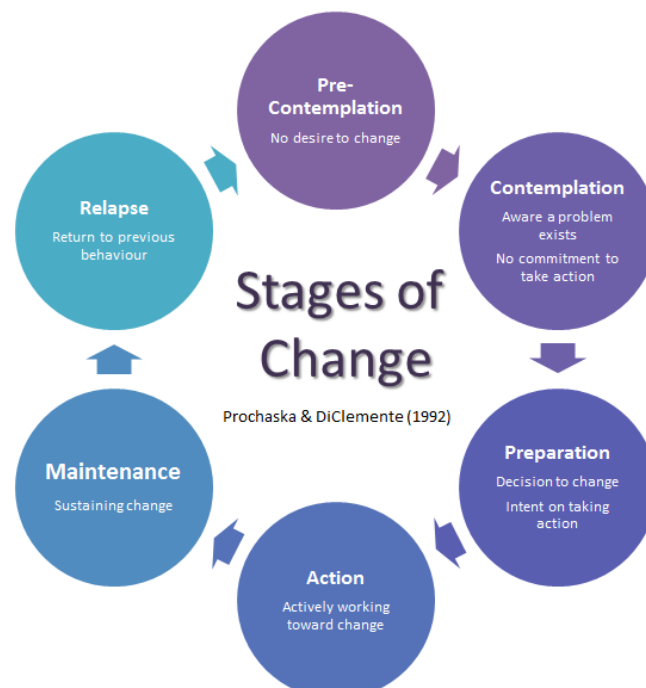 Pre-
Contemplation
No desire to change
Contemplation
Aware a problem
exists
No commitment to
take action
Preparation
Decision to change
Intent on taking
action
Action
Actively working
toward change
Maintenance
Sustaining change
Relapse
Return to previous
behaviour
Stages of
Change
Prochaska & DiClemente (1992)